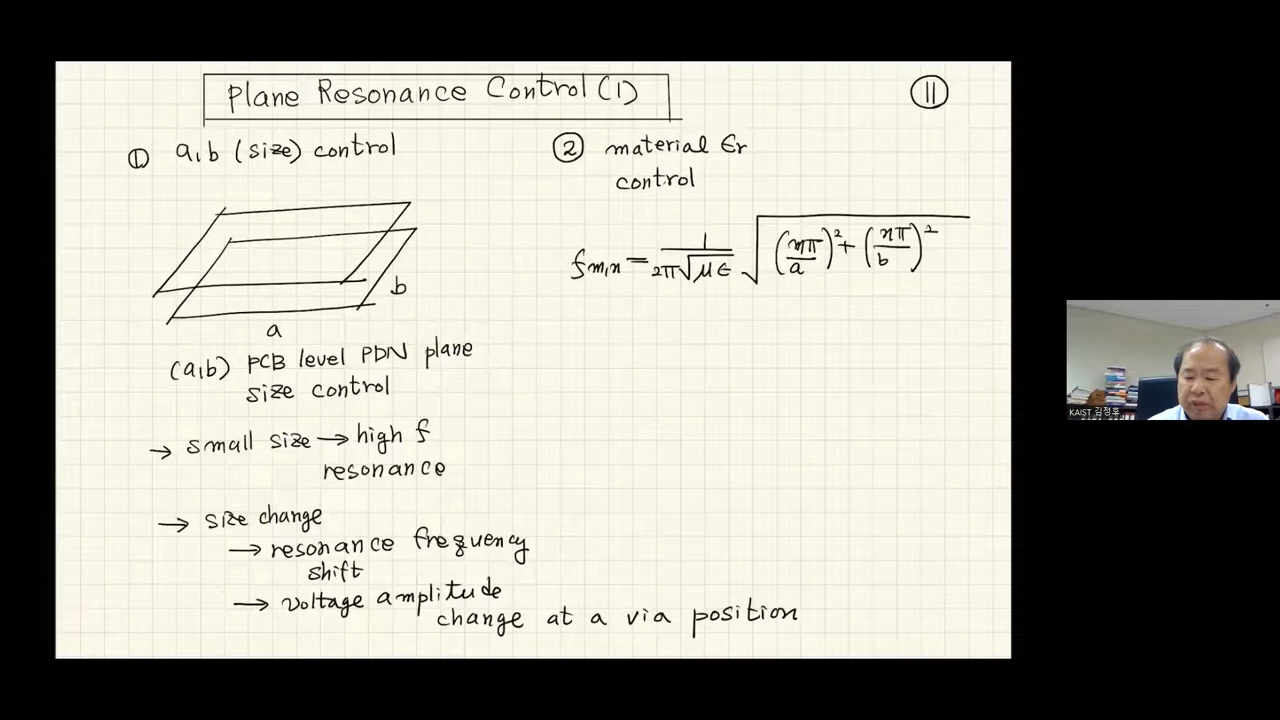 Plane Resonance Control (1)
11
① a,b (size) control
b
a
(a,b) PCB level PDN plane
size control
→ small size → high f
resonance
→ size change
→ resonance frequency
shift
→ voltage amplitude
change at a via position
② material Er
control
fm,n = 1/(2π√με) √((mπ/a)² + (nπ/b)²)
KAIST 김정호